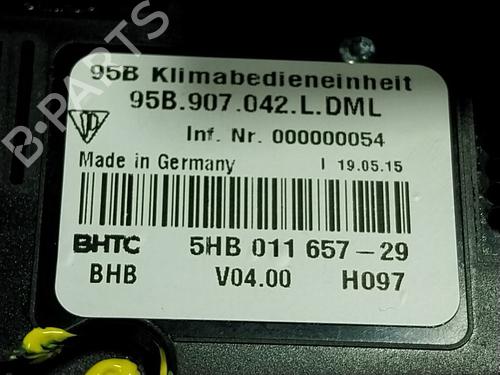 95B Klimabedieneinheit
95B.907.042.L.DML
Inf. Nr. 000000054
Made in Germany I 19.05.15
BHTC 5HB 011 657-29
BHB V04.00 H097
B-PARTS